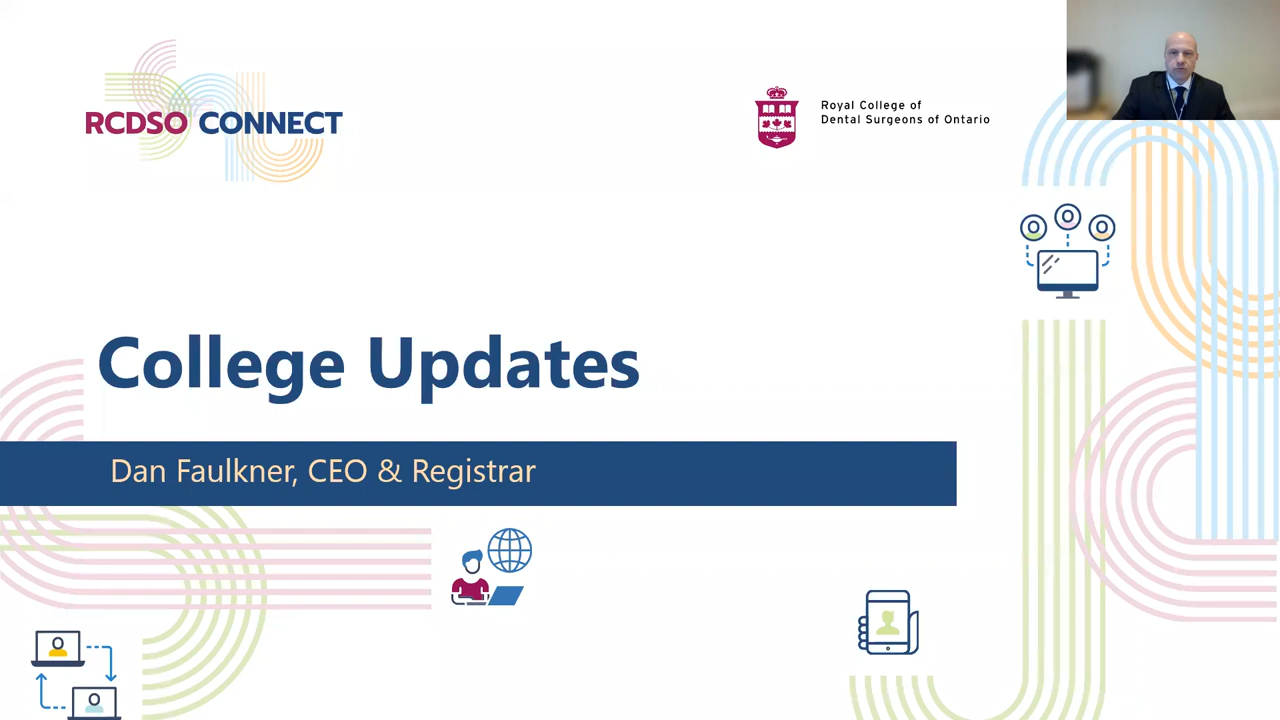 RCDSO CONNECT
Royal College of
Dental Surgeons of Ontario
College Updates
Dan Faulkner, CEO & Registrar